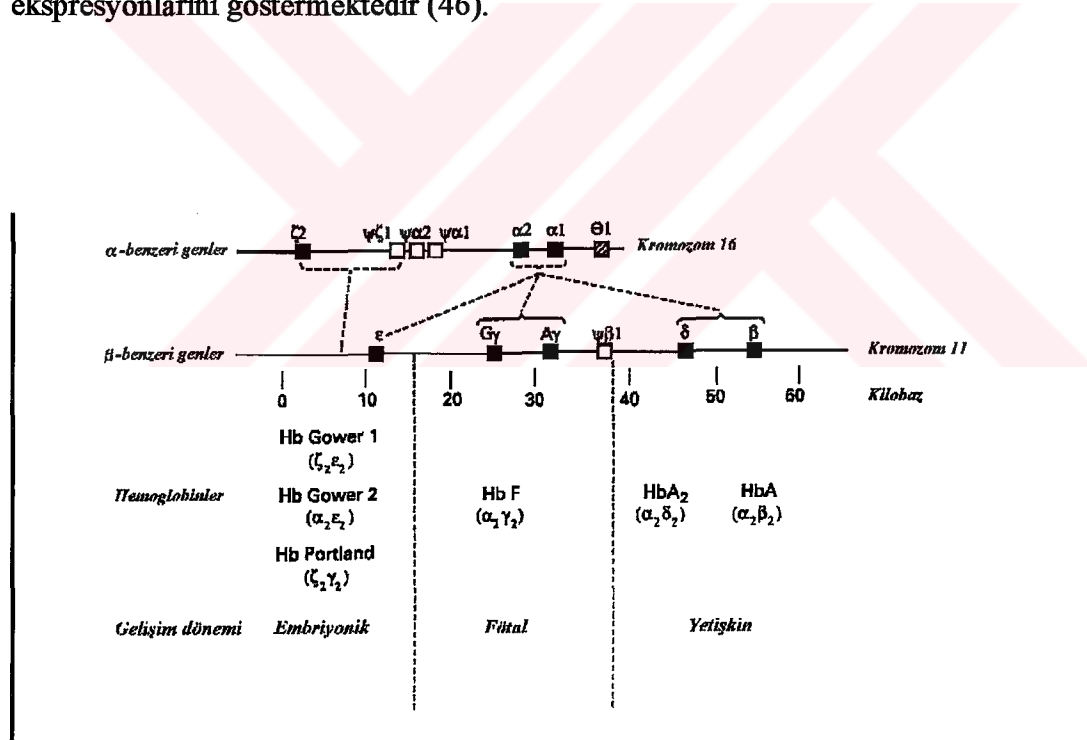 ekspresyonlarını göstermektedir (46).
ζ2 ψζ1 ψα2 ψα1 α2 α1 Θ1
α-benzeri genler Kromozom 16
ε Gγ Aγ ψβ1 δ β
β-benzeri genler Kromozom 11
0 10 20 30 40 50 60 Kilobaz
Hb Gower 1
(ζ₂ε₂)
Hemoglobinler Hb Gower 2 Hb F HbA₂ HbA
(α₂ε₂) (α₂γ₂) (α₂δ₂) (α₂β₂)
Hb Portland
(ζ₂γ₂)
Gelişim dönemi Embriyonik Fötal Yetişkin